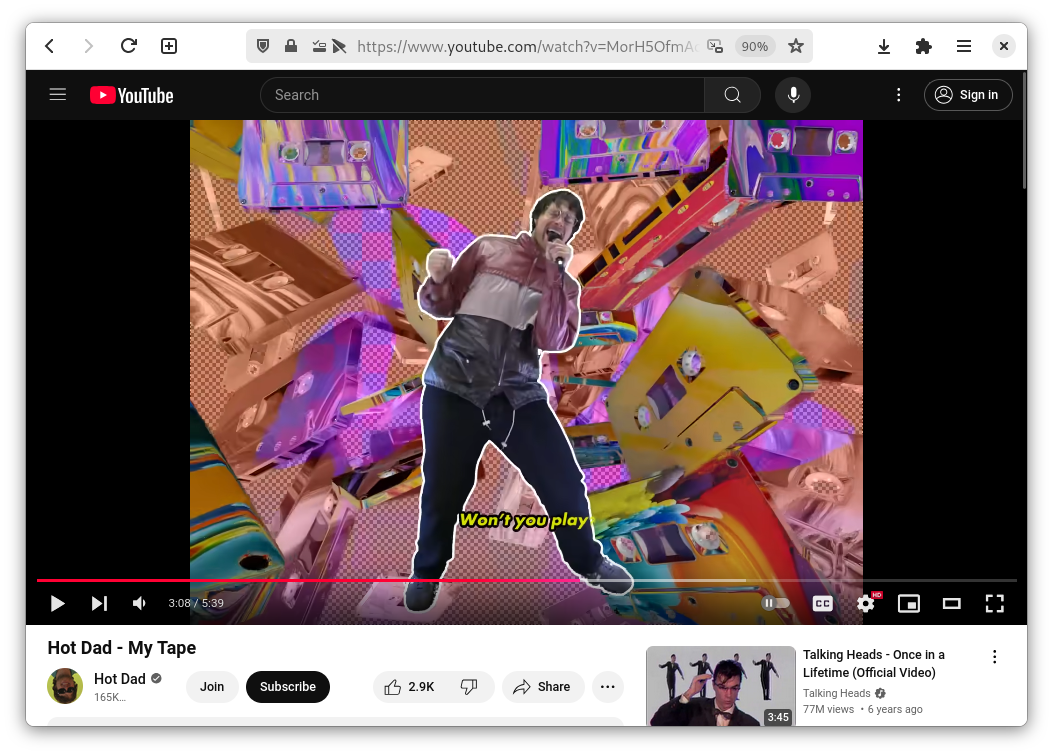 https://www.youtube.com/watch?v=MorH5OfmAc
90%
YouTube
Search
Sign in
Won't you play
3:08 / 5:39
CC
HD
Hot Dad - My Tape
Hot Dad
165K...
Join
Subscribe
2.9K
Share
Talking Heads - Once in a
Lifetime (Official Video)
Talking Heads
77M views • 6 years ago
3:45